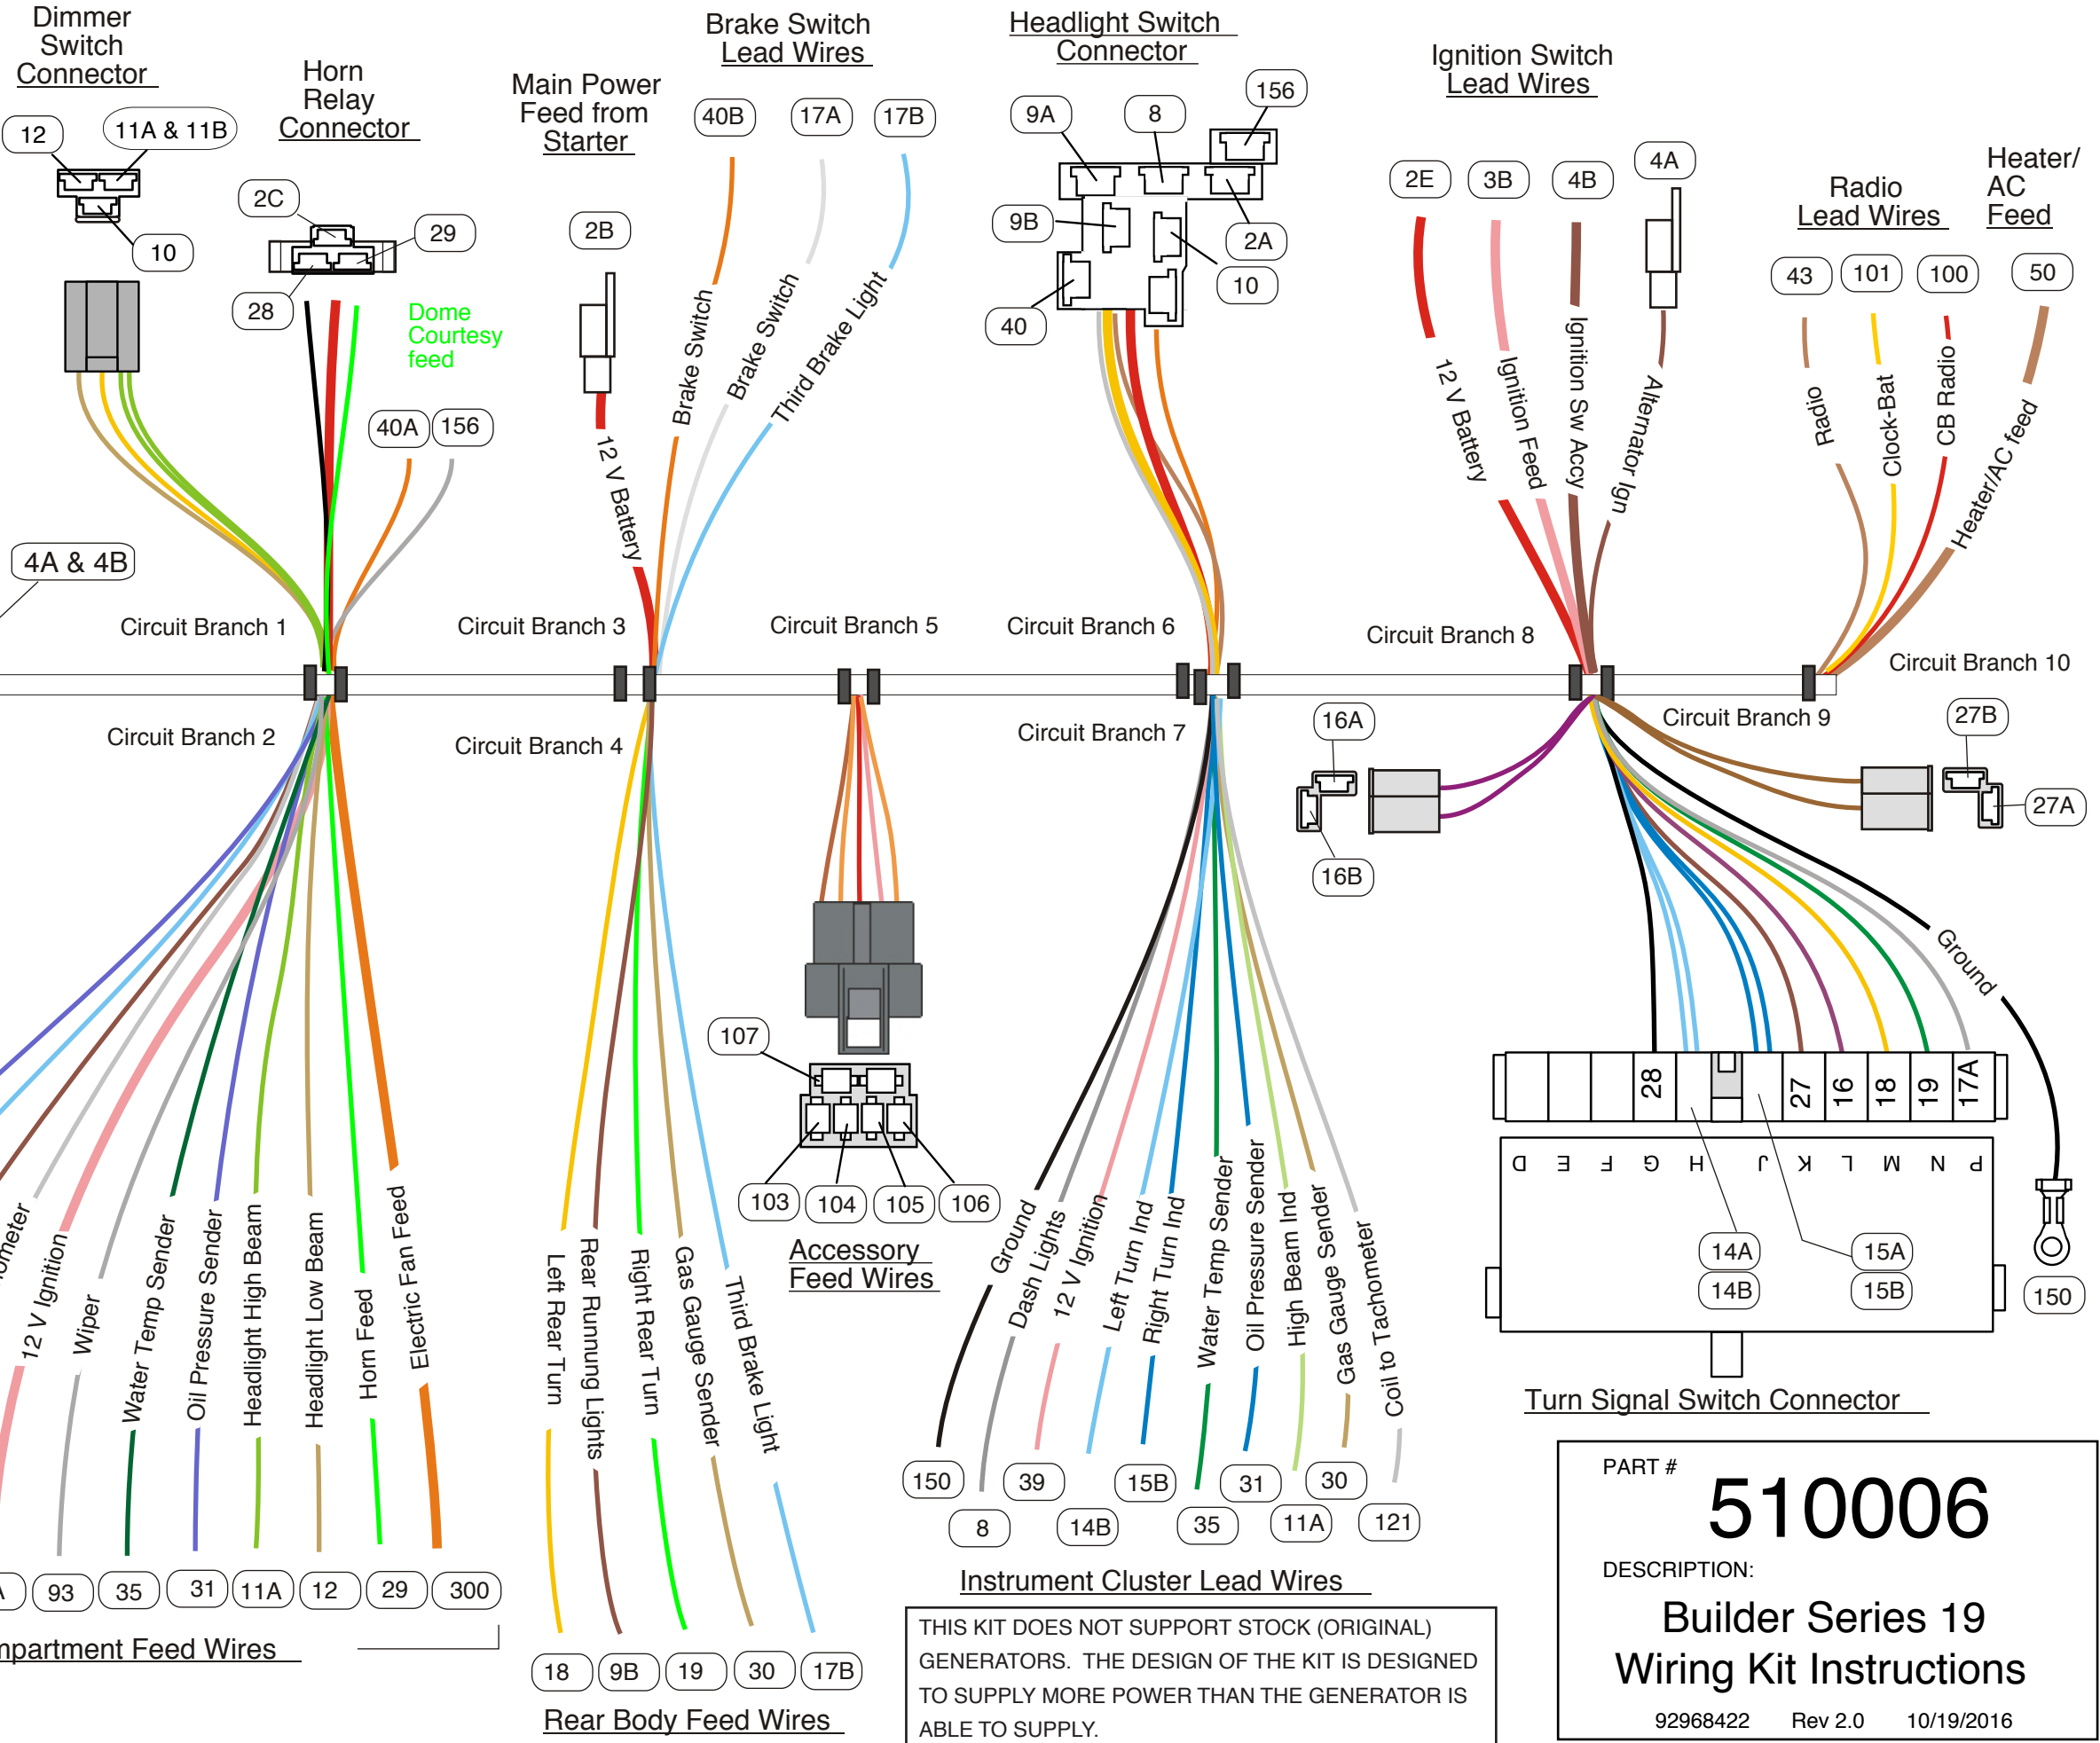 Dimmer
Switch
Connector
12
11A & 11B
10
Horn
Relay
Connector
2C
29
28
Dome
Courtesy
feed
40A
156
4A & 4B
Main Power
Feed from
Starter
2B
12 V Battery
Brake Switch
Lead Wires
40B
17A
17B
Brake Switch
Brake Switch
Third Brake Light
Headlight Switch
Connector
9A
8
156
9B
2A
10
40
Ignition Switch
Lead Wires
2E
3B
4B
4A
12 V Battery
Ignition Feed
Ignition Sw Accy
Alternator Ign
Radio
Lead Wires
43
101
100
Heater/
AC
Feed
50
Radio
Clock-Bat
CB Radio
Heater/AC feed
Circuit Branch 1
Circuit Branch 3
Circuit Branch 5
Circuit Branch 6
Circuit Branch 8
Circuit Branch 10
Circuit Branch 2
Circuit Branch 4
Circuit Branch 7
Circuit Branch 9
16A
16B
27B
27A
ometer
12 V Ignition
Wiper
Water Temp Sender
Oil Pressure Sender
Headlight High Beam
Headlight Low Beam
Horn Feed
Electric Fan Feed
A
93
35
31
11A
12
29
300
mpartment Feed Wires
Left Rear Turn
Rear Runnung Lights
Right Rear Turn
Gas Gauge Sender
Third Brake Light
18
9B
19
30
17B
Rear Body Feed Wires
107
103
104
105
106
Accessory
Feed Wires
Ground
Dash Lights
12 V Ignition
Left Turn Ind
Right Turn Ind
Water Temp Sender
Oil Pressure Sender
High Beam Ind
Gas Gauge Sender
Coil to Tachometer
150
8
39
14B
15B
35
31
11A
30
121
Instrument Cluster Lead Wires
Ground
28
27
16
18
19
17A
D E F G H J K L M N P
14A
14B
15A
15B
150
Turn Signal Switch Connector
THIS KIT DOES NOT SUPPORT STOCK (ORIGINAL)
GENERATORS. THE DESIGN OF THE KIT IS DESIGNED
TO SUPPLY MORE POWER THAN THE GENERATOR IS
ABLE TO SUPPLY.
PART #
510006
DESCRIPTION:
Builder Series 19
Wiring Kit Instructions
92968422 Rev 2.0 10/19/2016